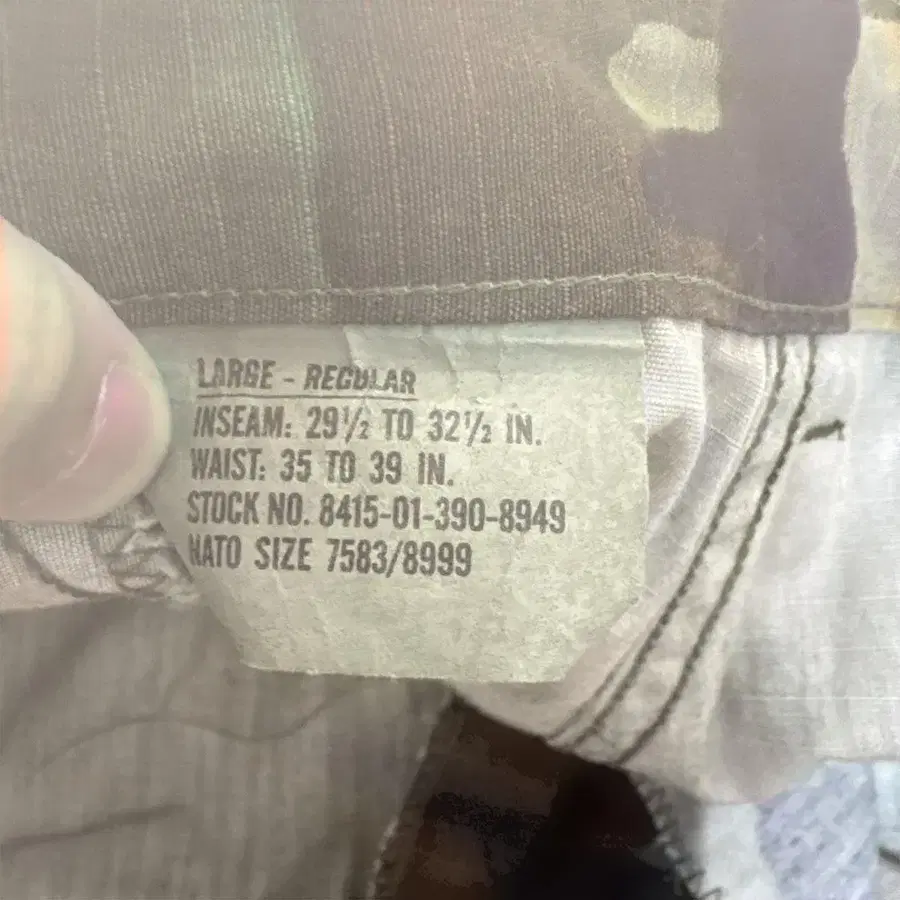 LARGE - REGULAR
INSEAM: 29½ TO 32½ IN.
WAIST: 35 TO 39 IN.
STOCK NO. 8415-01-390-8949
NATO SIZE 7583/8999